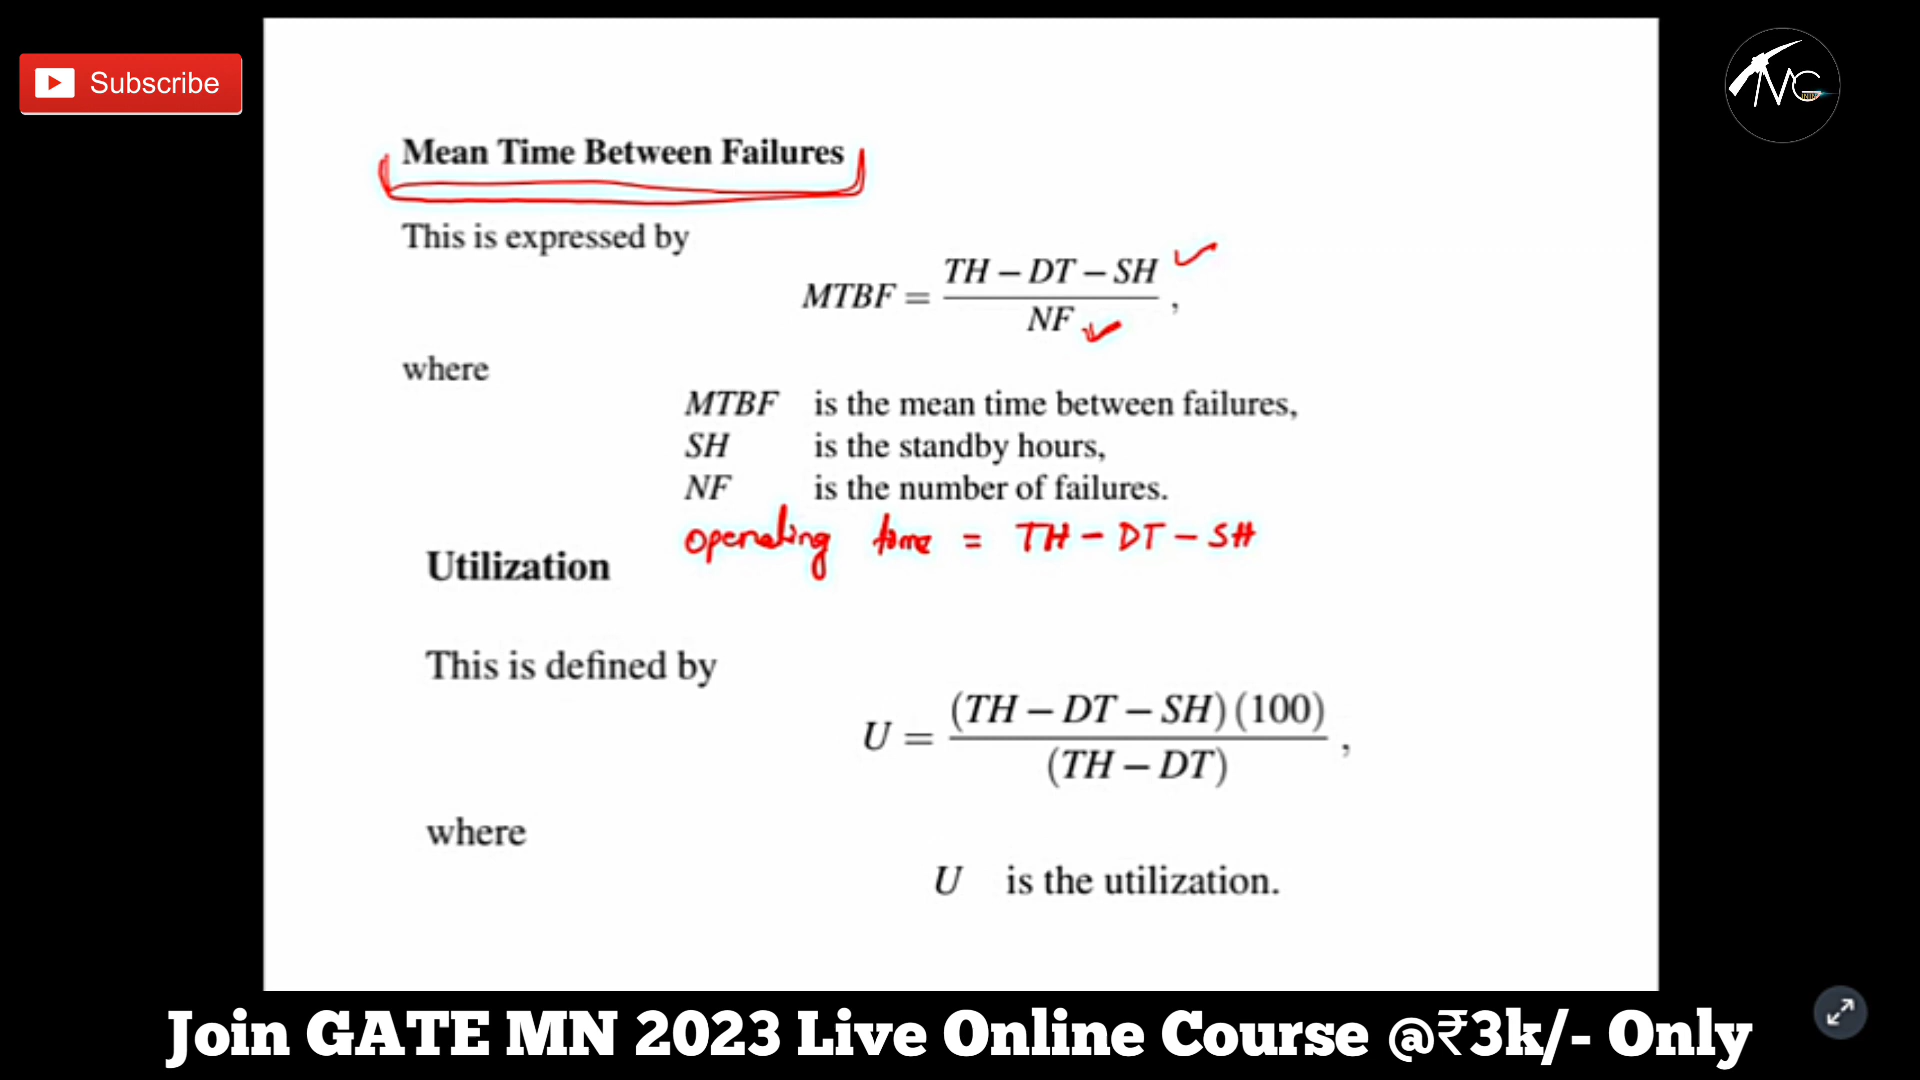 Subscribe
MG
Mean Time Between Failures
This is expressed by
MTBF = TH – DT – SH / NF ,
where
MTBF is the mean time between failures,
SH is the standby hours,
NF is the number of failures.
operating time = TH - DT - SH
Utilization
This is defined by
U = (TH – DT – SH)(100) / (TH – DT) ,
where
U is the utilization.
Join GATE MN 2023 Live Online Course @₹3k/- Only